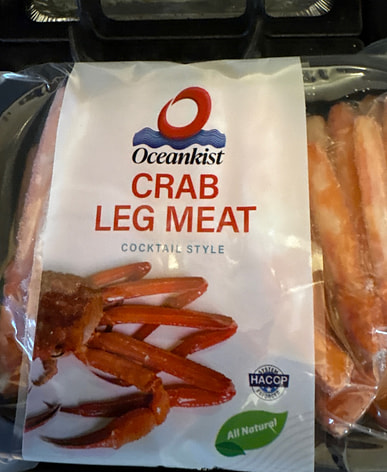 Oceankist
CRAB
LEG MEAT
COCKTAIL STYLE
HACCP
All Natural